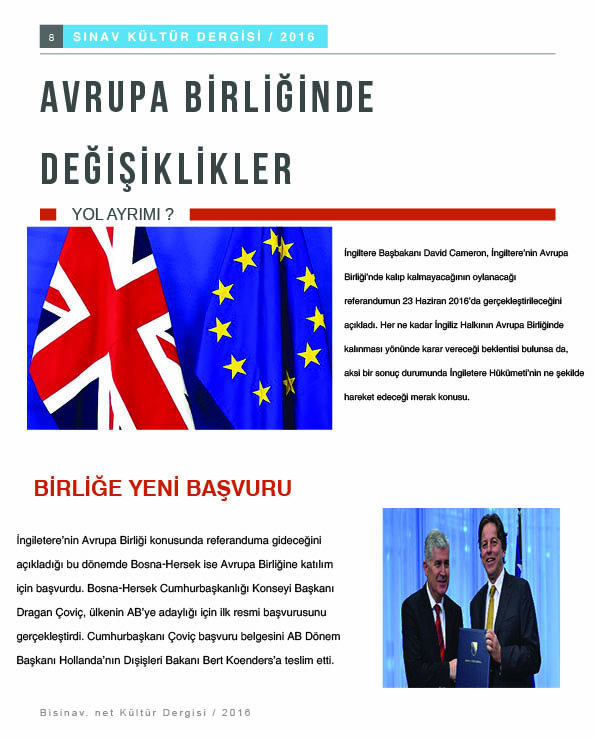 8 SINAV KÜLTÜR DERGİSİ / 2016
AVRUPA BİRLİĞİNDE
DEĞİŞİKLİKLER
YOL AYRIMI ?
İngiltere Başbakanı David Cameron, İngiltere’nin Avrupa
Birliği’nde kalıp kalmayacağının oylanacağı
referandumun 23 Haziran 2016’da gerçekleştirileceğini
açıkladı. Her ne kadar İngiliz Halkının Avrupa Birliğinde
kalınması yönünde karar vereceği beklentisi bulunsa da,
aksi bir sonuç durumunda İngiletere Hükümeti’nin ne şekilde
hareket edeceği merak konusu.
BİRLİĞE YENİ BAŞVURU
İngiletere’nin Avrupa Birliği konusunda referanduma gideceğini
açıkladığı bu dönemde Bosna-Hersek ise Avrupa Birliğine katılım
için başvurdu. Bosna-Hersek Cumhurbaşkanlığı Konseyi Başkanı
Dragan Çoviç, ülkenin AB’ye adaylığı için ilk resmi başvurusunu
gerçekleştirdi. Cumhurbaşkanı Çoviç başvuru belgesini AB Dönem
Başkanı Hollanda’nın Dışişleri Bakanı Bert Koenders’a teslim etti.
Bisinav. net Kültür Dergisi / 2016